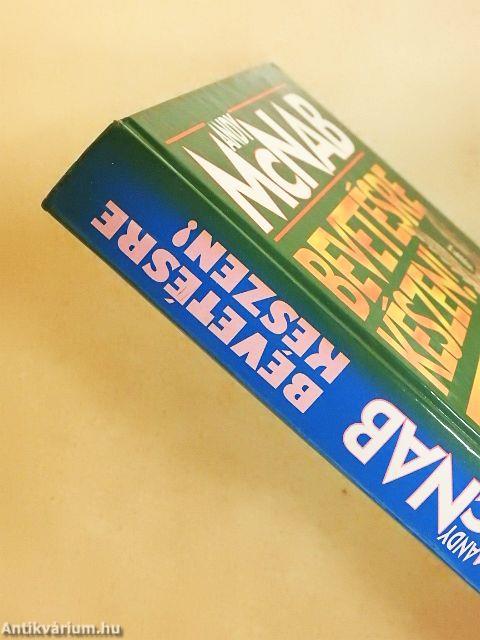 ANDY
McNAB
BEVETÉSRE
KÉSZEN!
BEVETÉSRE
KÉSZEN!
ANDY
McNAB
Antikvárium.hu